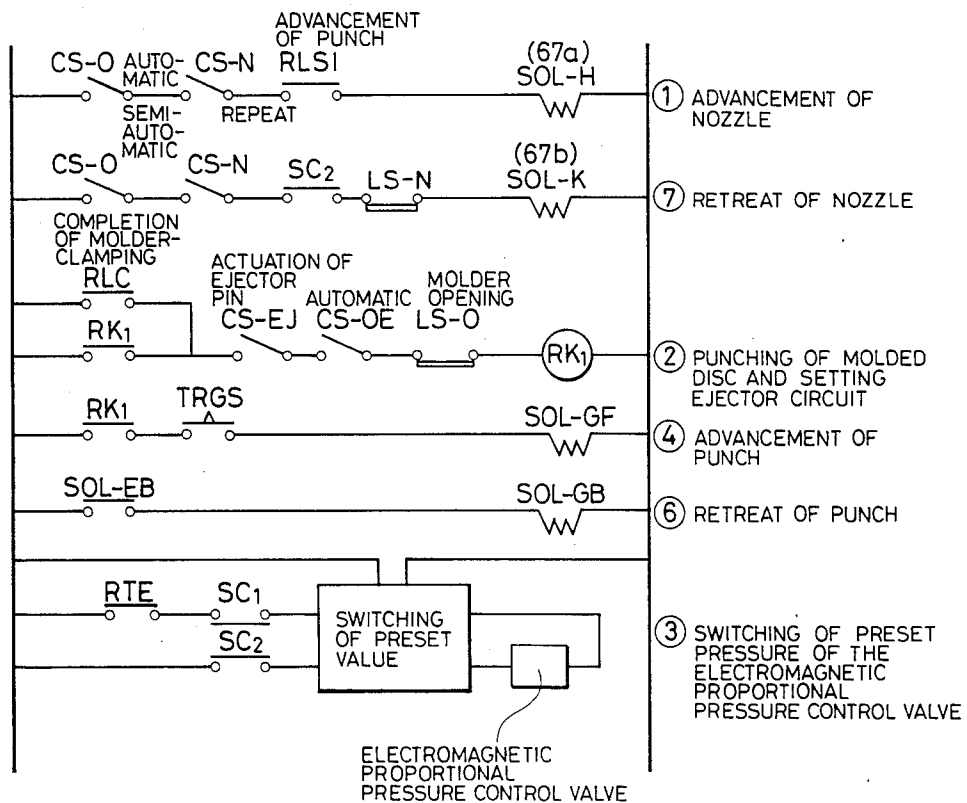 ADVANCEMENT
OF PUNCH
CS-O AUTO-
MATIC CS-N RLS1 (67a)
SOL-H
SEMI-
AUTO-
MATIC
REPEAT
① ADVANCEMENT OF
NOZZLE
CS-O CS-N SC2 LS-N (67b)
SOL-K
⑦ RETREAT OF NOZZLE
COMPLETION
OF MOLDER-
CLAMPING
RLC
RK1
ACTUATION OF
EJECTOR
PIN
CS-EJ
AUTOMATIC
CS-OE
MOLDER
OPENING
LS-O
RK1
② PUNCHING OF MOLDED
DISC AND SETTING
EJECTOR CIRCUIT
RK1 TRGS SOL-GF
④ ADVANCEMENT OF
PUNCH
SOL-EB SOL-GB
⑥ RETREAT OF PUNCH
RTE SC1
SC2
SWITCHING
OF PRESET
VALUE
③ SWITCHING OF PRESET
PRESSURE OF THE
ELECTROMAGNETIC
PROPORTIONAL
PRESSURE CONTROL VALVE
ELECTROMAGNETIC
PROPORTIONAL
PRESSURE CONTROL VALVE